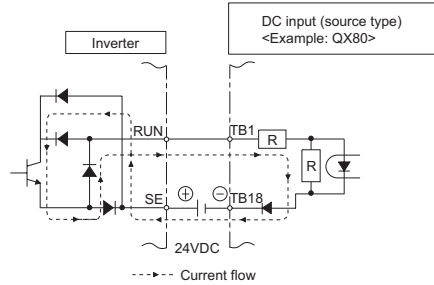 DC input (source type)
<Example: QX80>
Inverter
RUN
TB1
R
R
SE
TB18
24VDC
Current flow